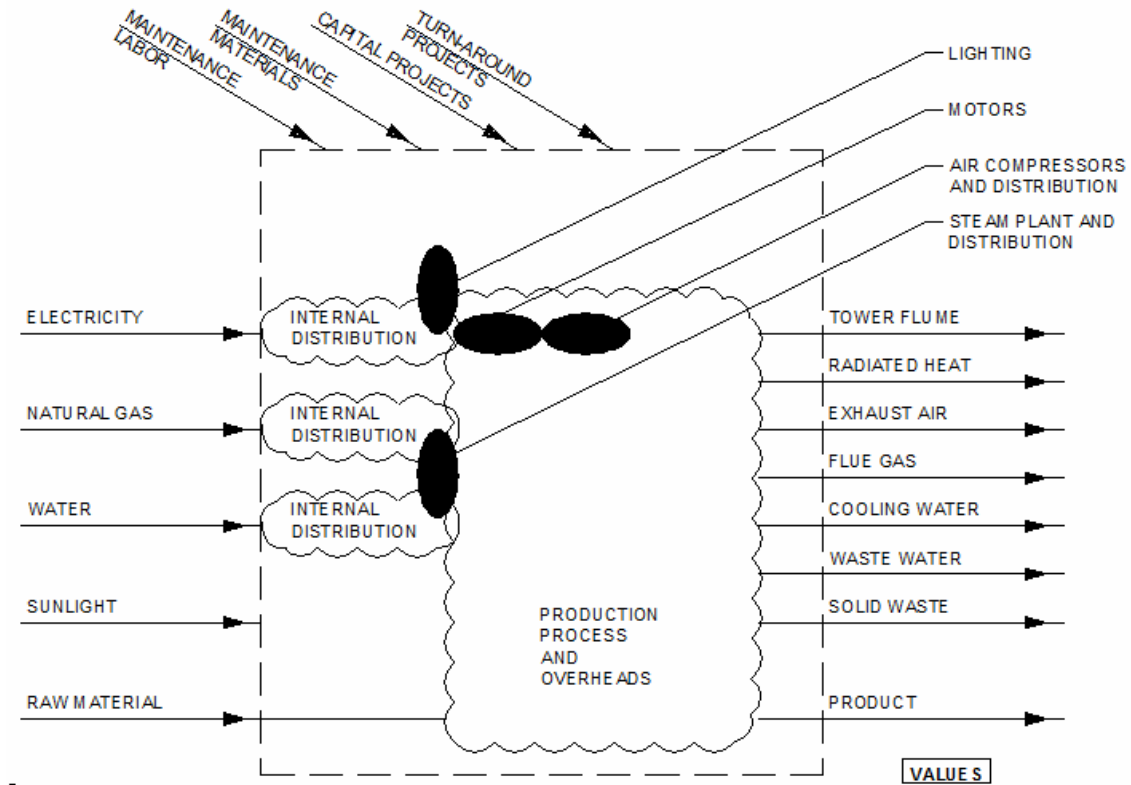 MAINTENANCE
LABOR
MAINTENANCE
MATERIALS
CAPITAL PROJECTS
TURN-AROUND
PROJECTS
LIGHTING
MOTORS
AIR COMPRESSORS
AND DISTRIBUTION
STEAM PLANT AND
DISTRIBUTION
ELECTRICITY
INTERNAL
DISTRIBUTION
NATURAL GAS
INTERNAL
DISTRIBUTION
WATER
INTERNAL
DISTRIBUTION
SUNLIGHT
RAW MATERIAL
PRODUCTION
PROCESS
AND
OVERHEADS
TOWER FLUME
RADIATED HEAT
EXHAUST AIR
FLUE GAS
COOLING WATER
WASTE WATER
SOLID WASTE
PRODUCT
VALUES